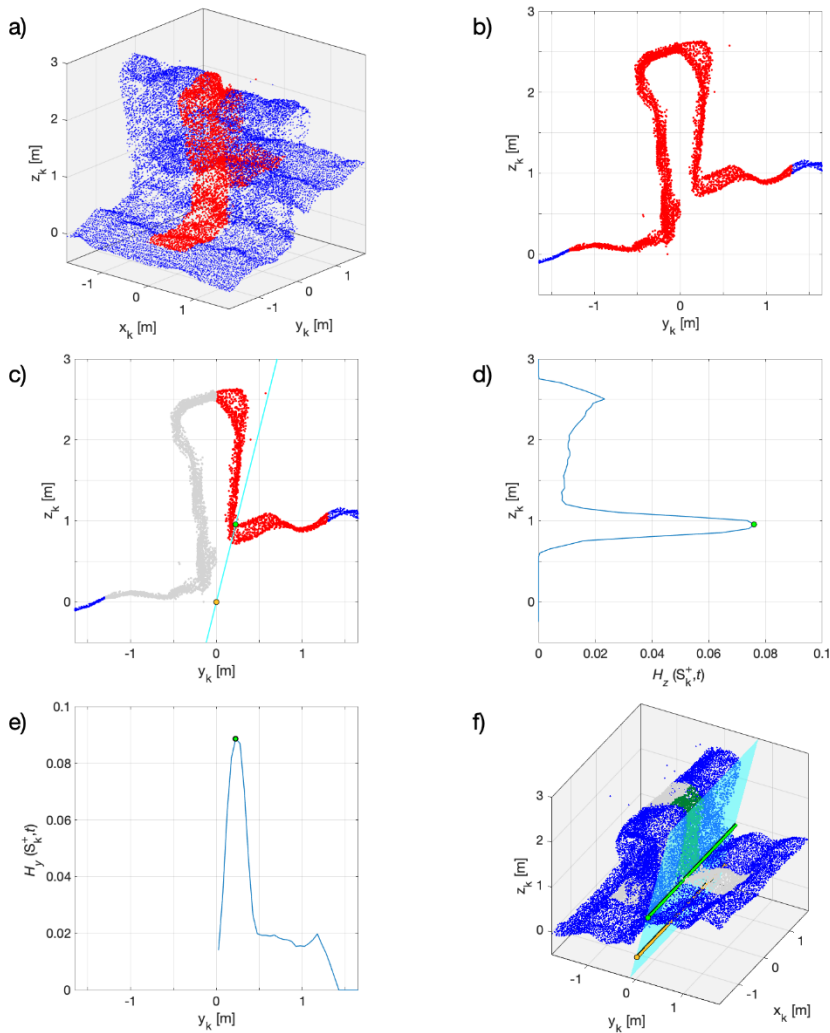 a)
3
2
1
0
z_k [m]
-1
0
1
x_k [m]
-1
0
1
y_k [m]
b)
3
2
1
0
z_k [m]
-1
0
1
y_k [m]
c)
3
2
1
0
z_k [m]
-1
0
1
y_k [m]
d)
3
2
1
0
z_k [m]
0
0.02
0.04
0.06
0.08
0.1
H_z (S_k^+,t)
e)
0.1
0.08
0.06
0.04
0.02
0
H_y (S_k^+,t)
-1
0
1
y_k [m]
f)
3
2
1
0
z_k [m]
-1
0
1
y_k [m]
-1
0
1
x_k [m]